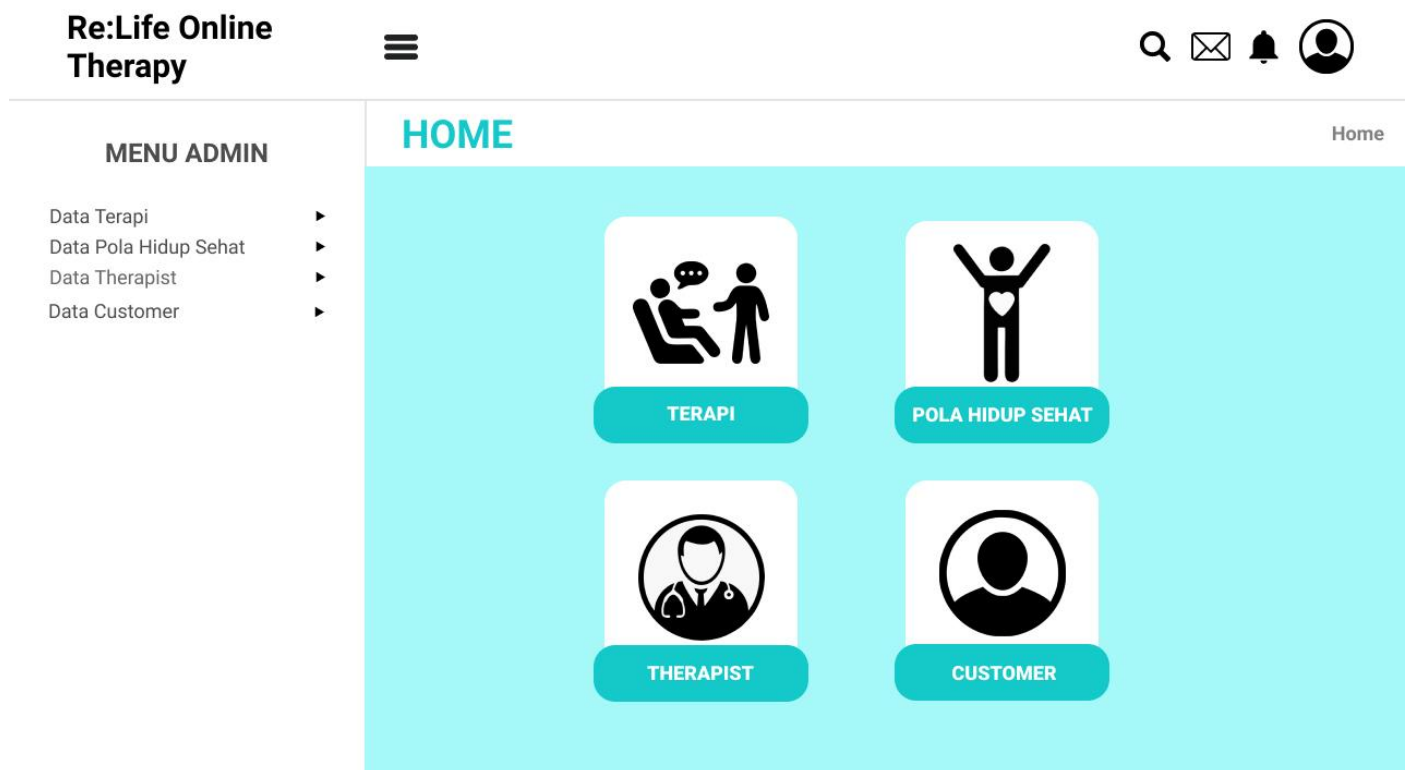 Re:Life Online
Therapy
HOME
Home
MENU ADMIN
Data Terapi
Data Pola Hidup Sehat
Data Therapist
Data Customer
TERAPI
POLA HIDUP SEHAT
THERAPIST
CUSTOMER